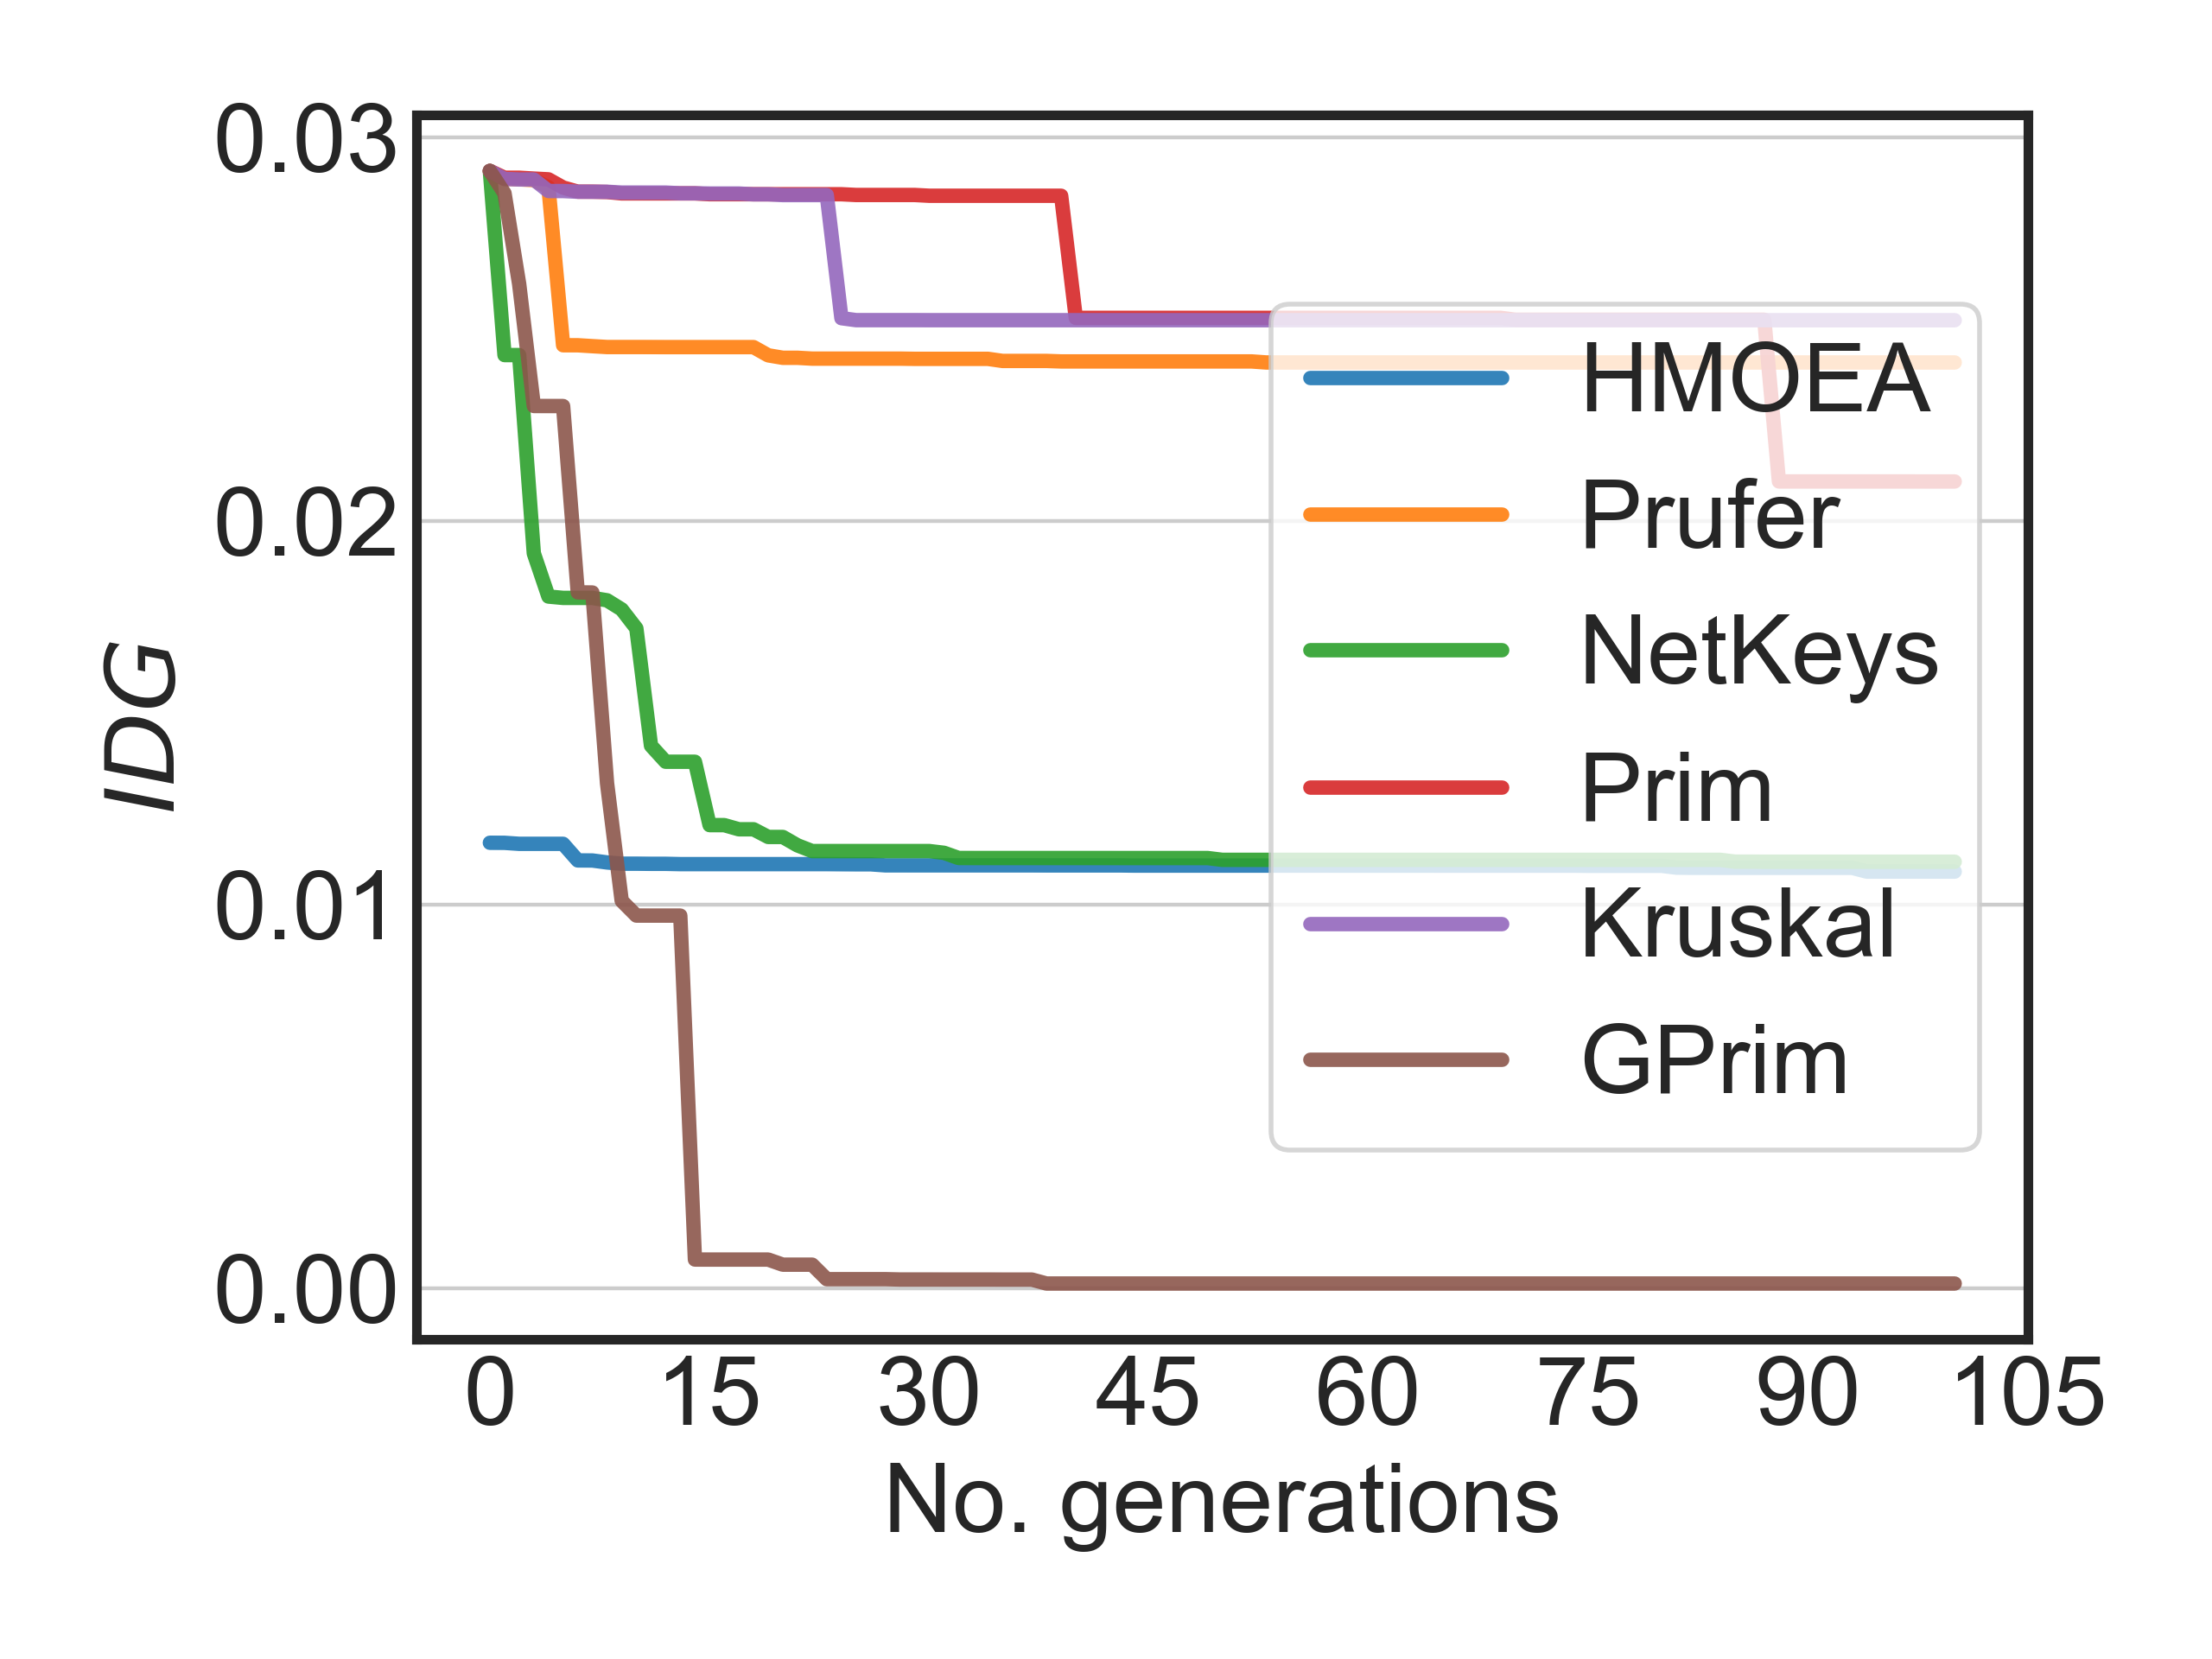 0.03
0.02
0.01
0.00
IDG
0 15 30 45 60 75 90 105
No. generations
HMOEA
Prufer
NetKeys
Prim
Kruskal
GPrim